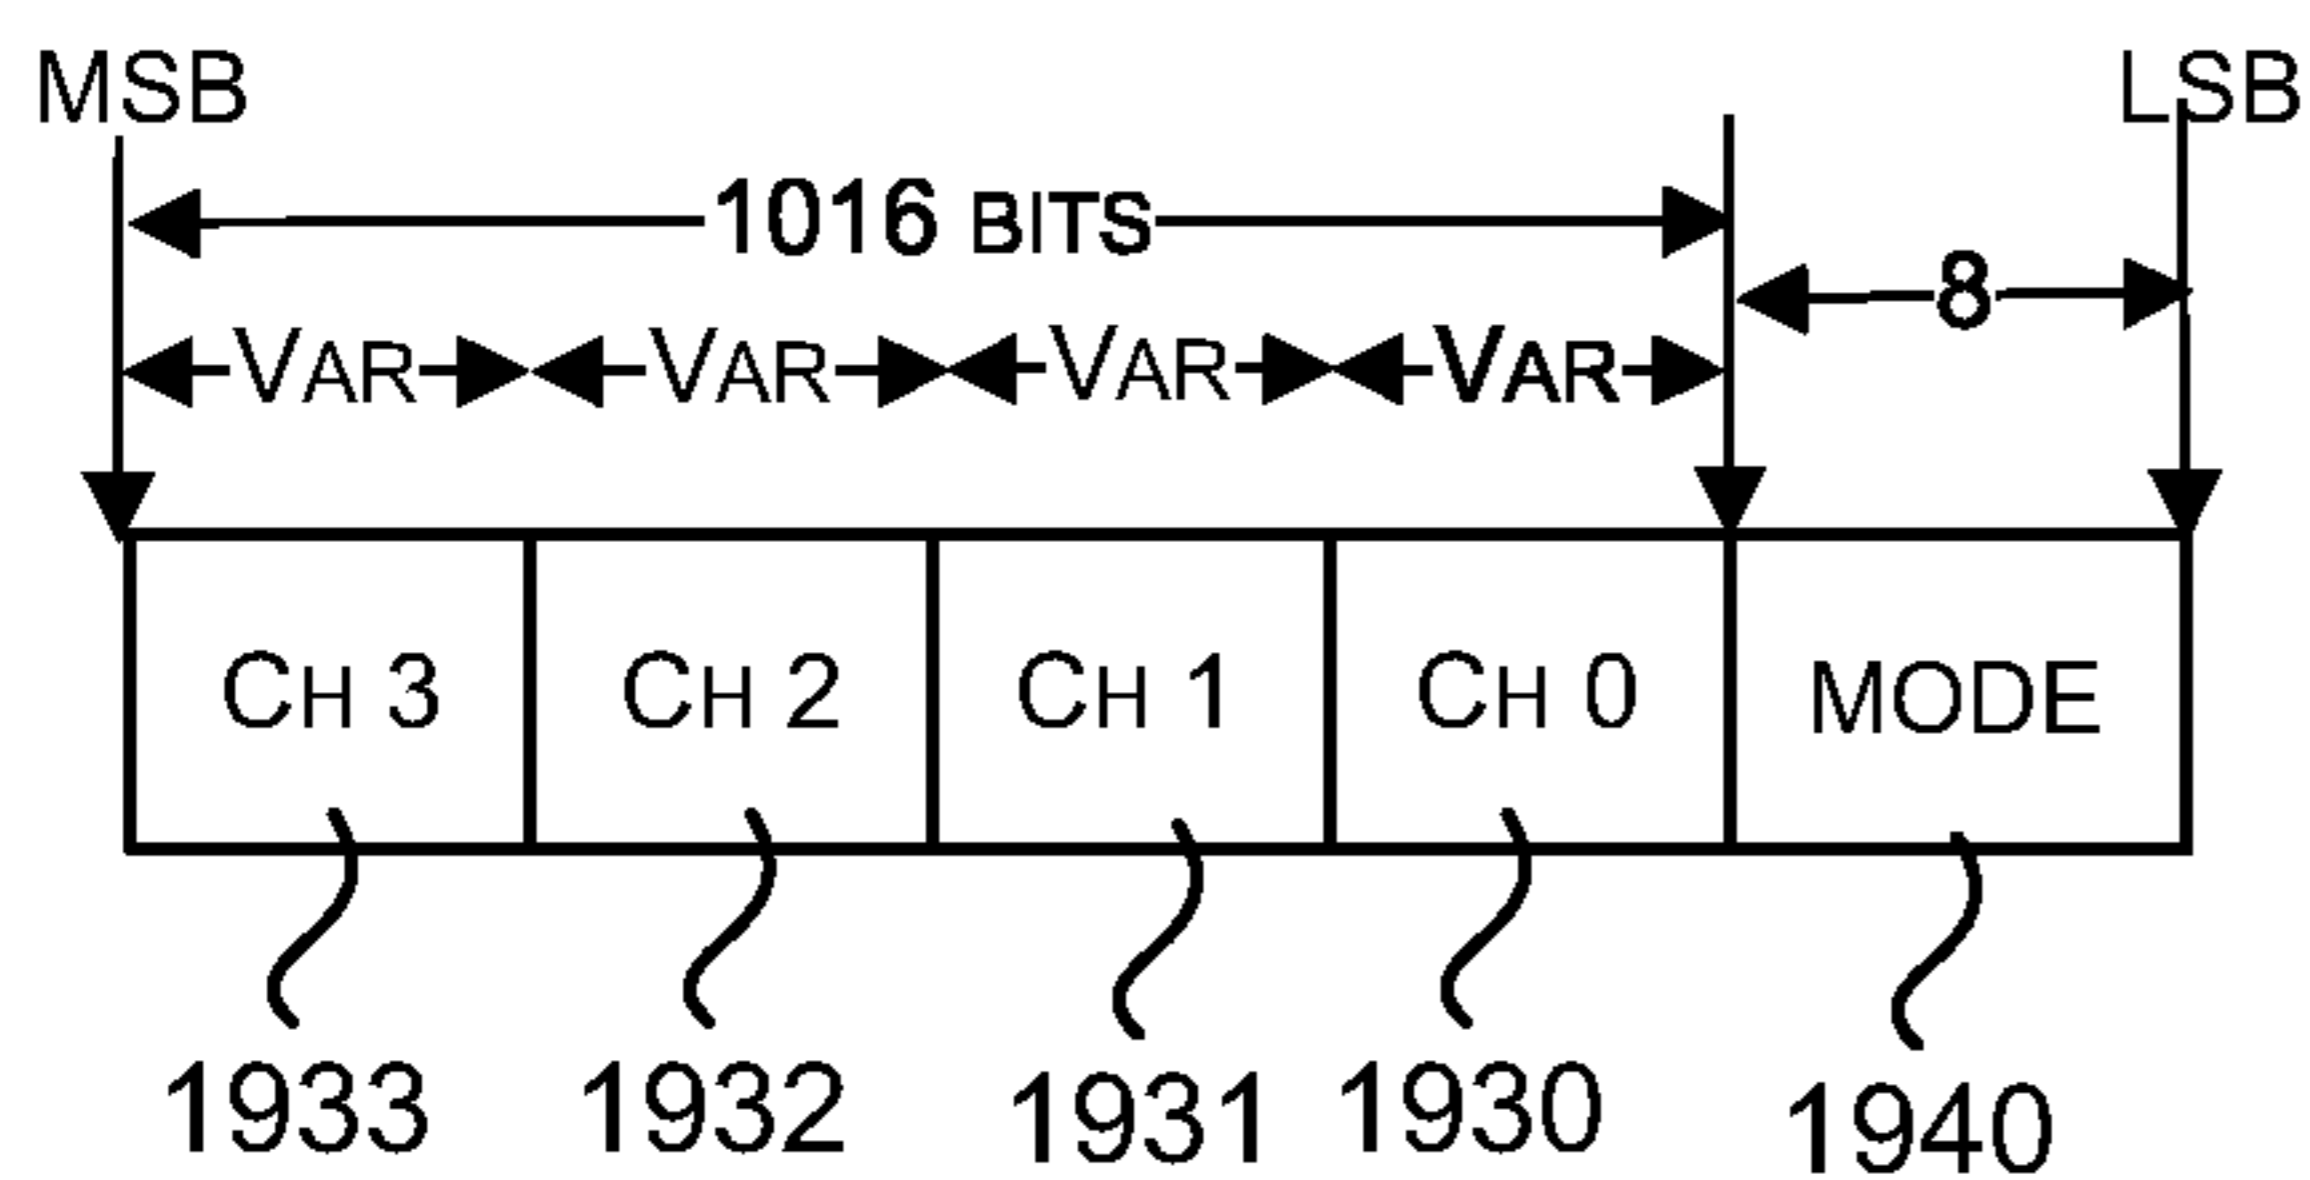 MSB LSB
1016 BITS
8
VAR VAR VAR VAR
CH 3 CH 2 CH 1 CH 0 MODE
1933 1932 1931 1930 1940